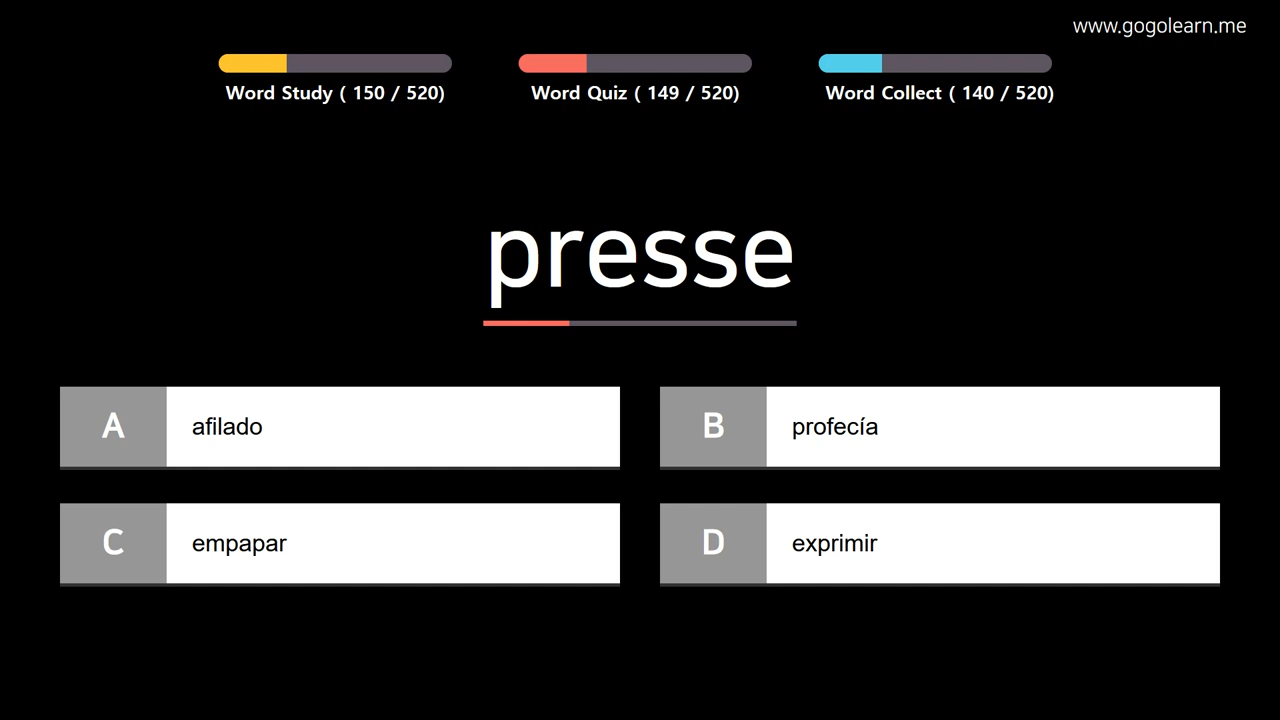 www.gogolearn.me
Word Study ( 150 / 520)
Word Quiz ( 149 / 520)
Word Collect ( 140 / 520)
presse
A afilado
B profecía
C empapar
D exprimir